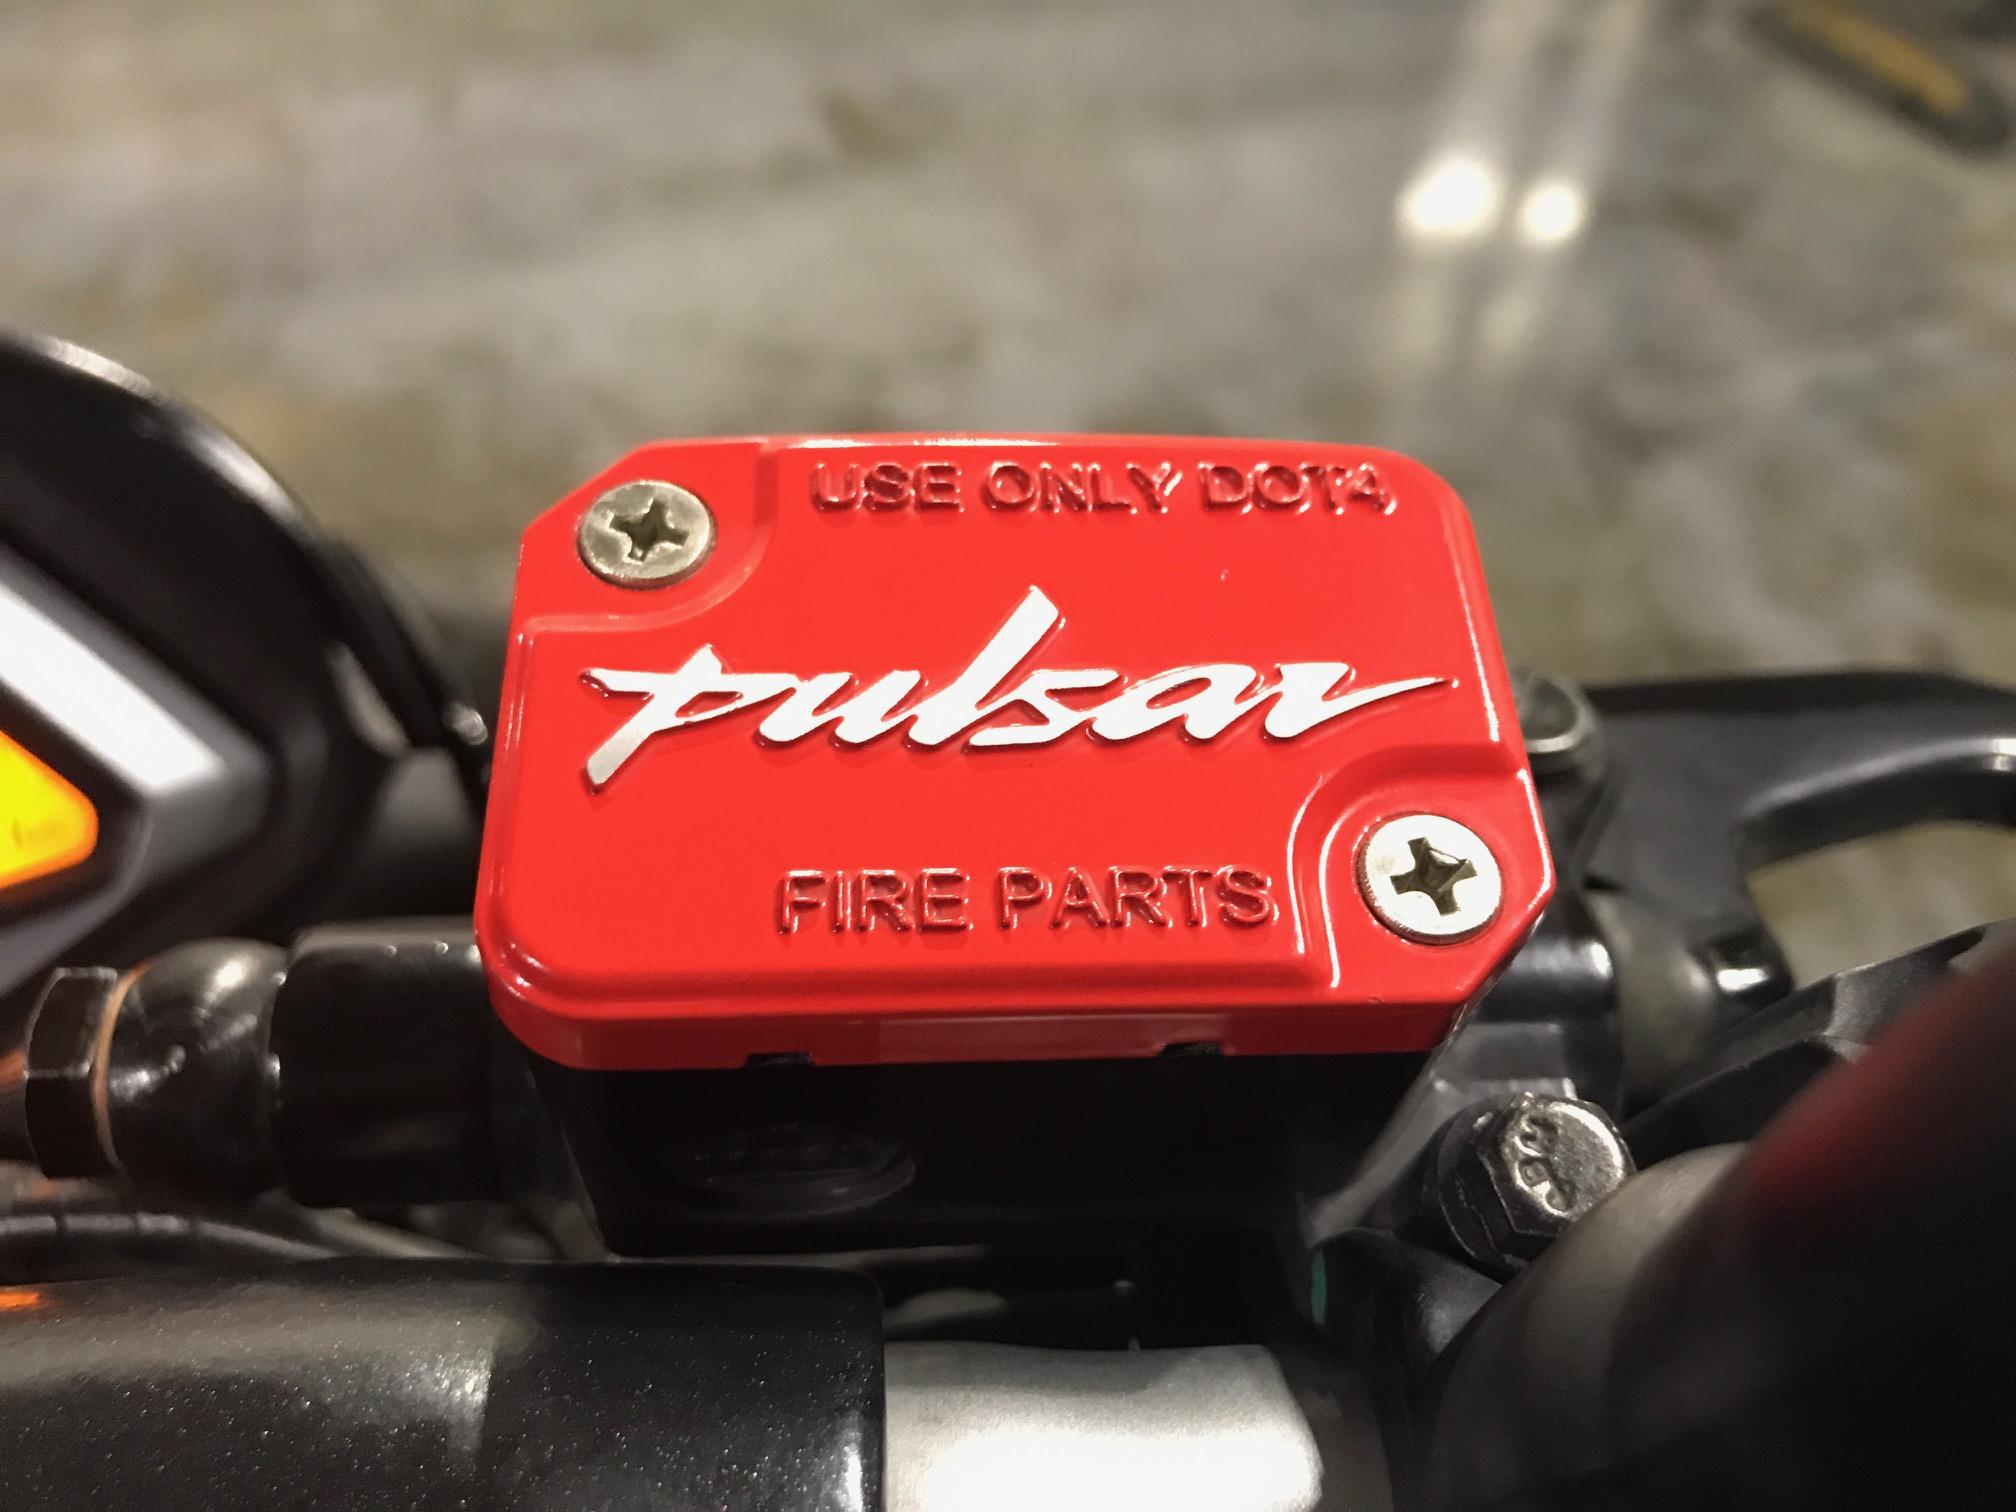 USE ONLY DOT4
pulsar
FIRE PARTS